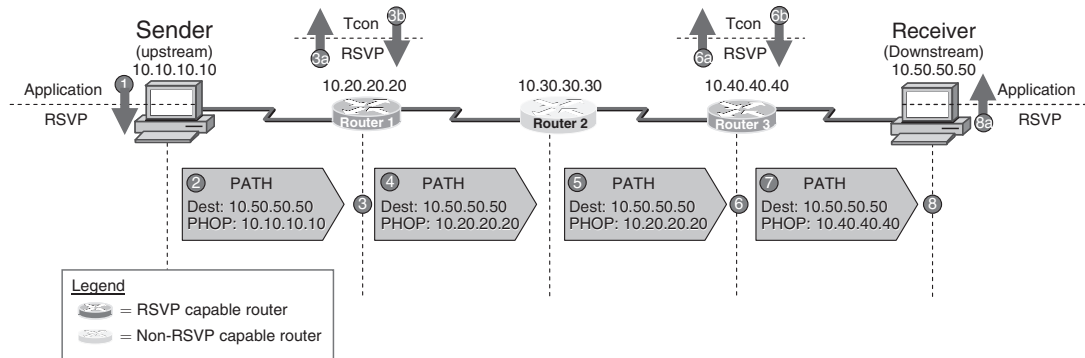 Sender
(upstream)
10.10.10.10
Application
RSVP
1
Tcon
RSVP
3a
3b
10.20.20.20
Router 1
10.30.30.30
Router 2
Tcon
RSVP
6a
6b
10.40.40.40
Router 3
Receiver
(Downstream)
10.50.50.50
Application
RSVP
8a
2 PATH
Dest: 10.50.50.50
PHOP: 10.10.10.10
3
4 PATH
Dest: 10.50.50.50
PHOP: 10.20.20.20
5 PATH
Dest: 10.50.50.50
PHOP: 10.20.20.20
6
7 PATH
Dest: 10.50.50.50
PHOP: 10.40.40.40
8
Legend
= RSVP capable router
= Non-RSVP capable router